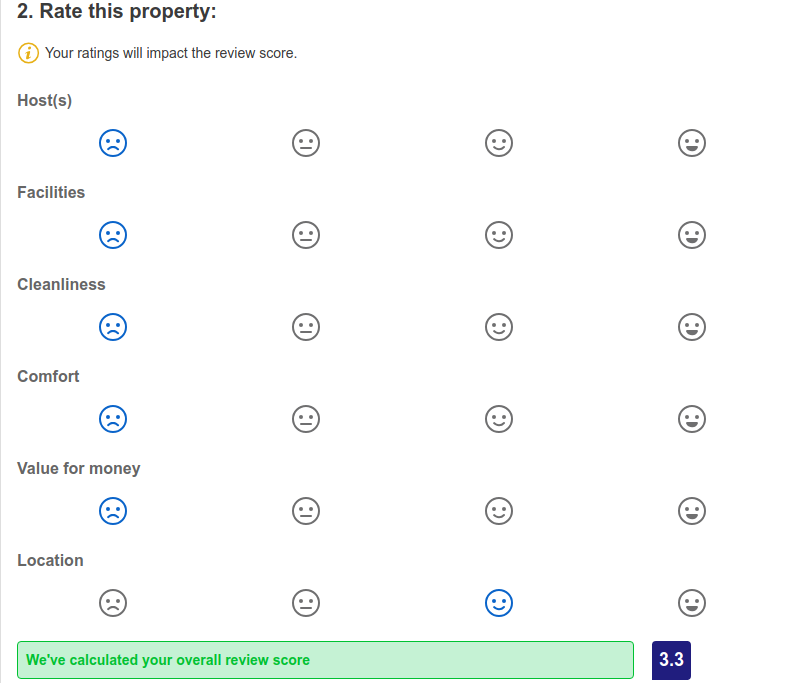 2. Rate this property:
Your ratings will impact the review score.
Host(s)
Facilities
Cleanliness
Comfort
Value for money
Location
We've calculated your overall review score
3.3